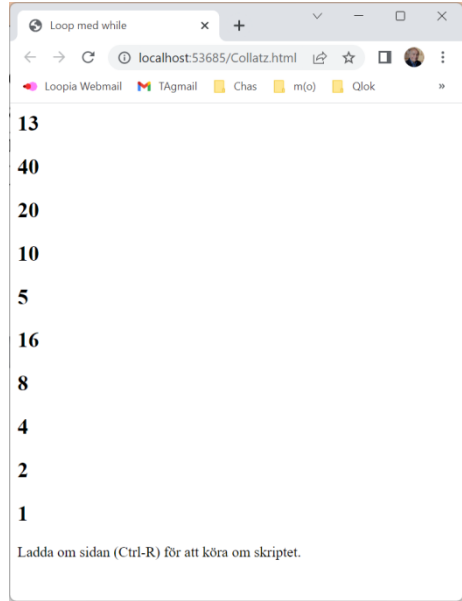 Loop med while
localhost:53685/Collatz.html
Loopia Webmail TAgmail Chas m(o) Qlok »
13
40
20
10
5
16
8
4
2
1
Ladda om sidan (Ctrl-R) för att köra om skriptet.